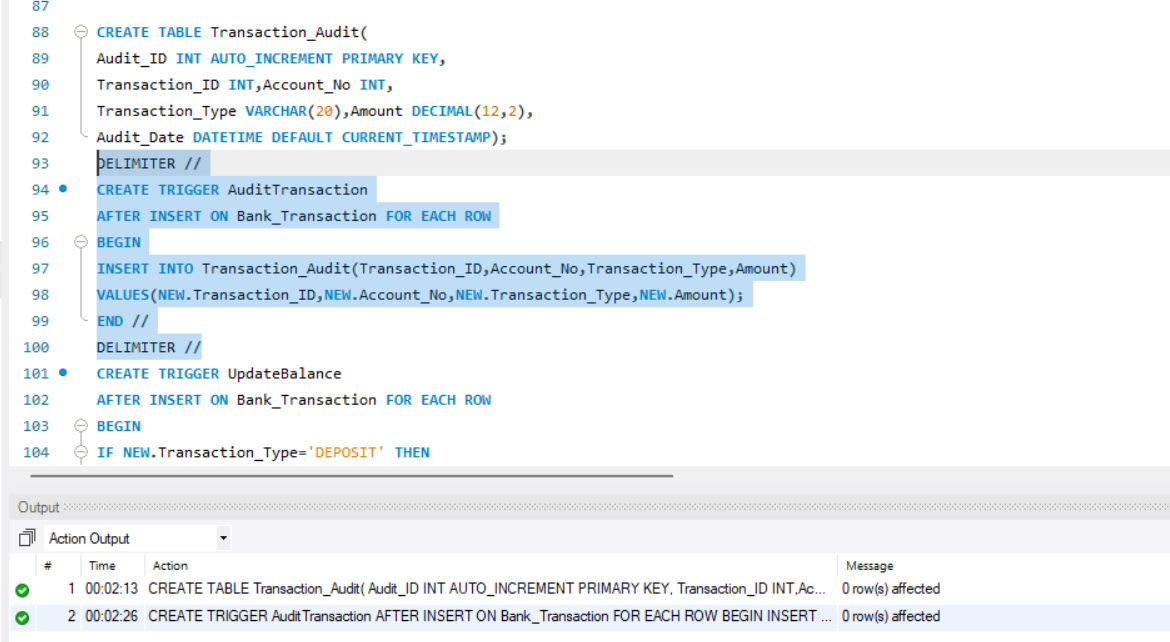 87
88 CREATE TABLE Transaction_Audit(
89 Audit_ID INT AUTO_INCREMENT PRIMARY KEY,
90 Transaction_ID INT,Account_No INT,
91 Transaction_Type VARCHAR(20),Amount DECIMAL(12,2),
92 Audit_Date DATETIME DEFAULT CURRENT_TIMESTAMP);
93 DELIMITER //
94 CREATE TRIGGER AuditTransaction
95 AFTER INSERT ON Bank_Transaction FOR EACH ROW
96 BEGIN
97 INSERT INTO Transaction_Audit(Transaction_ID,Account_No,Transaction_Type,Amount)
98 VALUES(NEW.Transaction_ID,NEW.Account_No,NEW.Transaction_Type,NEW.Amount);
99 END //
100 DELIMITER //
101 CREATE TRIGGER UpdateBalance
102 AFTER INSERT ON Bank_Transaction FOR EACH ROW
103 BEGIN
104 IF NEW.Transaction_Type='DEPOSIT' THEN
Output
Action Output
# Time Action Message
1 00:02:13 CREATE TABLE Transaction_Audit( Audit_ID INT AUTO_INCREMENT PRIMARY KEY, Transaction_ID INT,Ac... 0 row(s) affected
2 00:02:26 CREATE TRIGGER AuditTransaction AFTER INSERT ON Bank_Transaction FOR EACH ROW BEGIN INSERT ... 0 row(s) affected